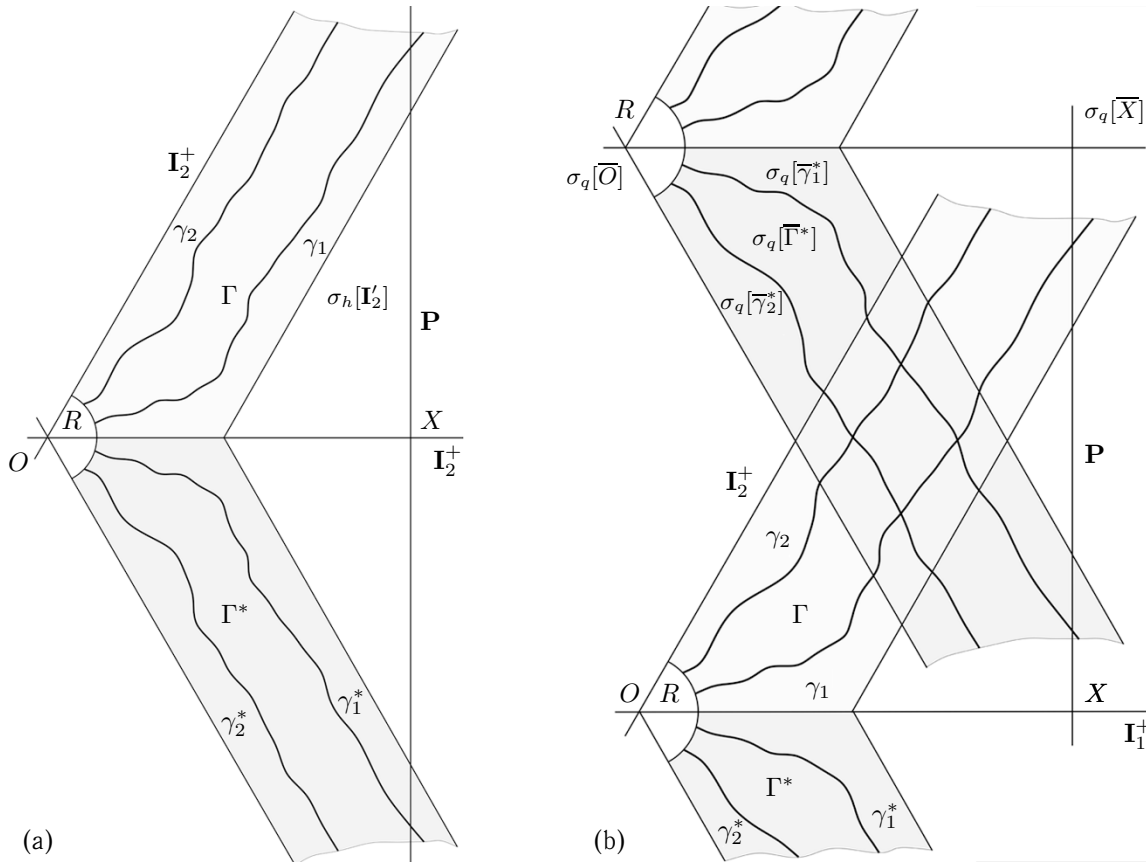 I₂⁺
γ₂
γ₁
Γ
σₕ[I′₂]
P
R
X
O
I₂⁺
Γ*
γ₂*
γ₁*
(a)
R
σ_q[X̅]
σ_q[O̅]
σ_q[γ̅₁*]
σ_q[Γ̅*]
σ_q[γ̅₂*]
I₂⁺
P
γ₂
Γ
O
R
γ₁
X
I₁⁺
Γ*
γ₂*
γ₁*
(b)